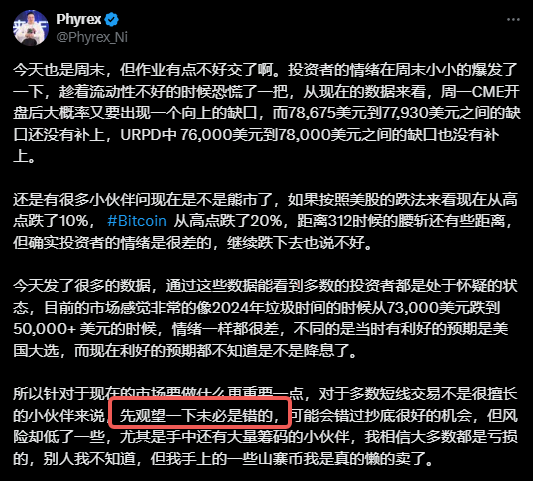 Phyrex
@Phyrex_Ni
今天也是周末，但作业有点不好交了啊。投资者的情绪在周末小小的爆发了
一下，趁着流动性不好的时候恐慌了一把，从现在的数据来看，周一CME开
盘后大概率又要出现一个向上的缺口，而78,675美元到77,930美元之间的缺
口还没有补上，URPD中 76,000美元到78,000美元之间的缺口也没有补
上。
还是有很多小伙伴问现在是不是熊市了，如果按照美股的跌法来看现在从高
点跌了10%， #Bitcoin 从高点跌了20%，距离312时候的腰斩还有些距离，
但确实投资者的情绪是很差的，继续跌下去也说不好。
今天发了很多的数据，通过这些数据能看到多数的投资者都是处于怀疑的状
态，目前的市场感觉非常的像2024年垃圾时间的时候从73,000美元跌到
50,000+ 美元的时候，情绪一样都很差，不同的是当时有利好的预期是美
国大选，而现在利好的预期都不知道是不是降息了。
所以针对于现在的市场要做什么更重要一点，对于多数短线交易不是很擅长
的小伙伴来说，先观望一下未必是错的，可能会错过抄底很好的机会，但风
险却低了一些，尤其是手中还有大量筹码的小伙伴，我相信大多数都是亏损
的，别人我不知道，但我手上的一些山寨币我是真的懒的卖了。